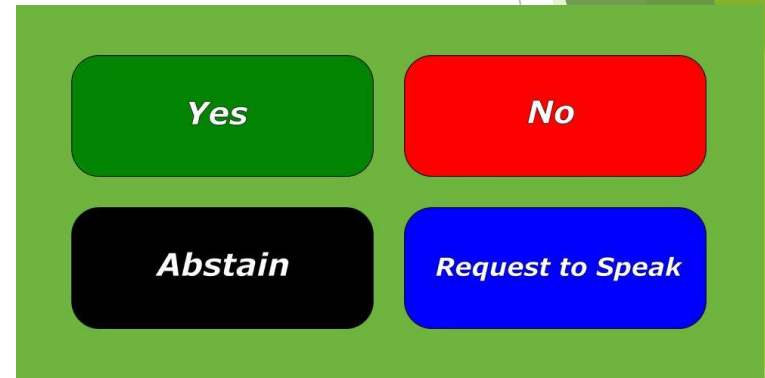 Yes
No
Abstain
Request to Speak